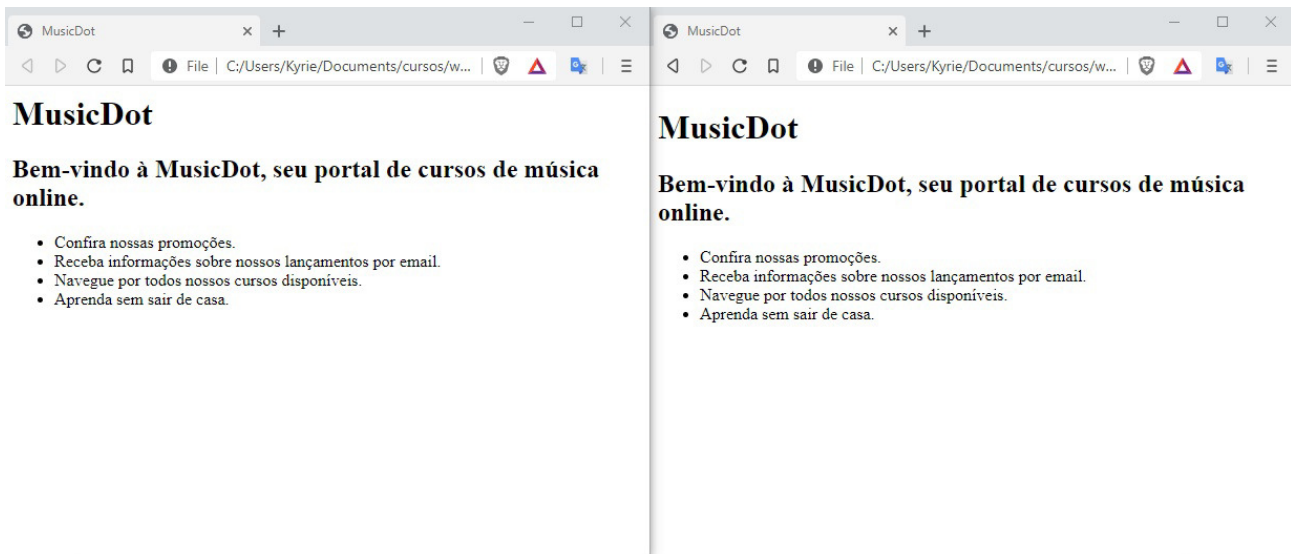 MusicDot
File
C:/Users/Kyrie/Documents/cursos/w...
MusicDot
Bem-vindo à MusicDot, seu portal de cursos de música
online.
Confira nossas promoções.
Receba informações sobre nossos lançamentos por email.
Navegue por todos nossos cursos disponíveis.
Aprenda sem sair de casa.
MusicDot
File
C:/Users/Kyrie/Documents/cursos/w...
MusicDot
Bem-vindo à MusicDot, seu portal de cursos de música
online.
Confira nossas promoções.
Receba informações sobre nossos lançamentos por email.
Navegue por todos nossos cursos disponíveis.
Aprenda sem sair de casa.